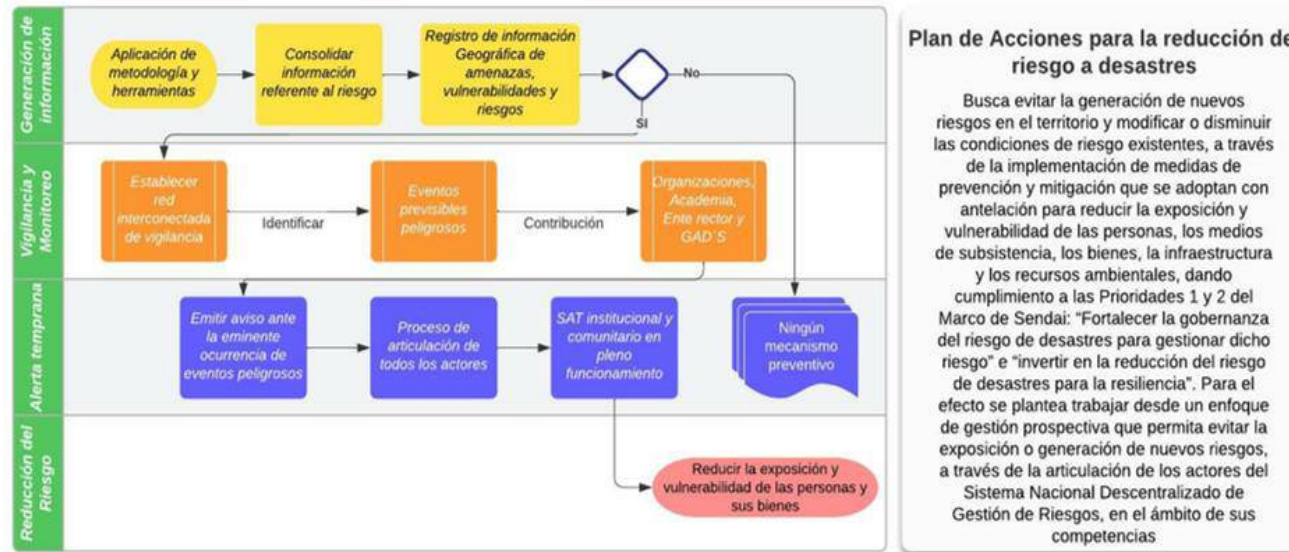 Generación de
información
Aplicación de
metodología y
herramientas
Consolidar
información
referente al riesgo
Registro de información
Geográfica de
amenazas,
vulnerabilidades y
riesgos
No
SI
Vigilancia y
Monitoreo
Establecer
red
interconectada
de vigilancia
Identificar
Eventos
previsibles
peligrosos
Contribución
Organizaciones,
Academia,
Ente rector y
GAD´S
Alerta temprana
Emitir aviso ante
la eminente
ocurrencia de
eventos peligrosos
Proceso de
articulación de
todos los actores
SAT institucional y
comunitario en
pleno
funcionamiento
Ningún
mecanismo
preventivo
Reducción del
Riesgo
Reducir la exposición y
vulnerabilidad de las personas y
sus bienes
Plan de Acciones para la reducción de
riesgo a desastres
Busca evitar la generación de nuevos
riesgos en el territorio y modificar o disminuir
las condiciones de riesgo existentes, a través
de la implementación de medidas de
prevención y mitigación que se adoptan con
antelación para reducir la exposición y
vulnerabilidad de las personas, los medios
de subsistencia, los bienes, la infraestructura
y los recursos ambientales, dando
cumplimiento a las Prioridades 1 y 2 del
Marco de Sendai: "Fortalecer la gobernanza
del riesgo de desastres para gestionar dicho
riesgo" e "invertir en la reducción del riesgo
de desastres para la resiliencia". Para el
efecto se plantea trabajar desde un enfoque
de gestión prospectiva que permita evitar la
exposición o generación de nuevos riesgos,
a través de la articulación de los actores del
Sistema Nacional Descentralizado de
Gestión de Riesgos, en el ámbito de sus
competencias